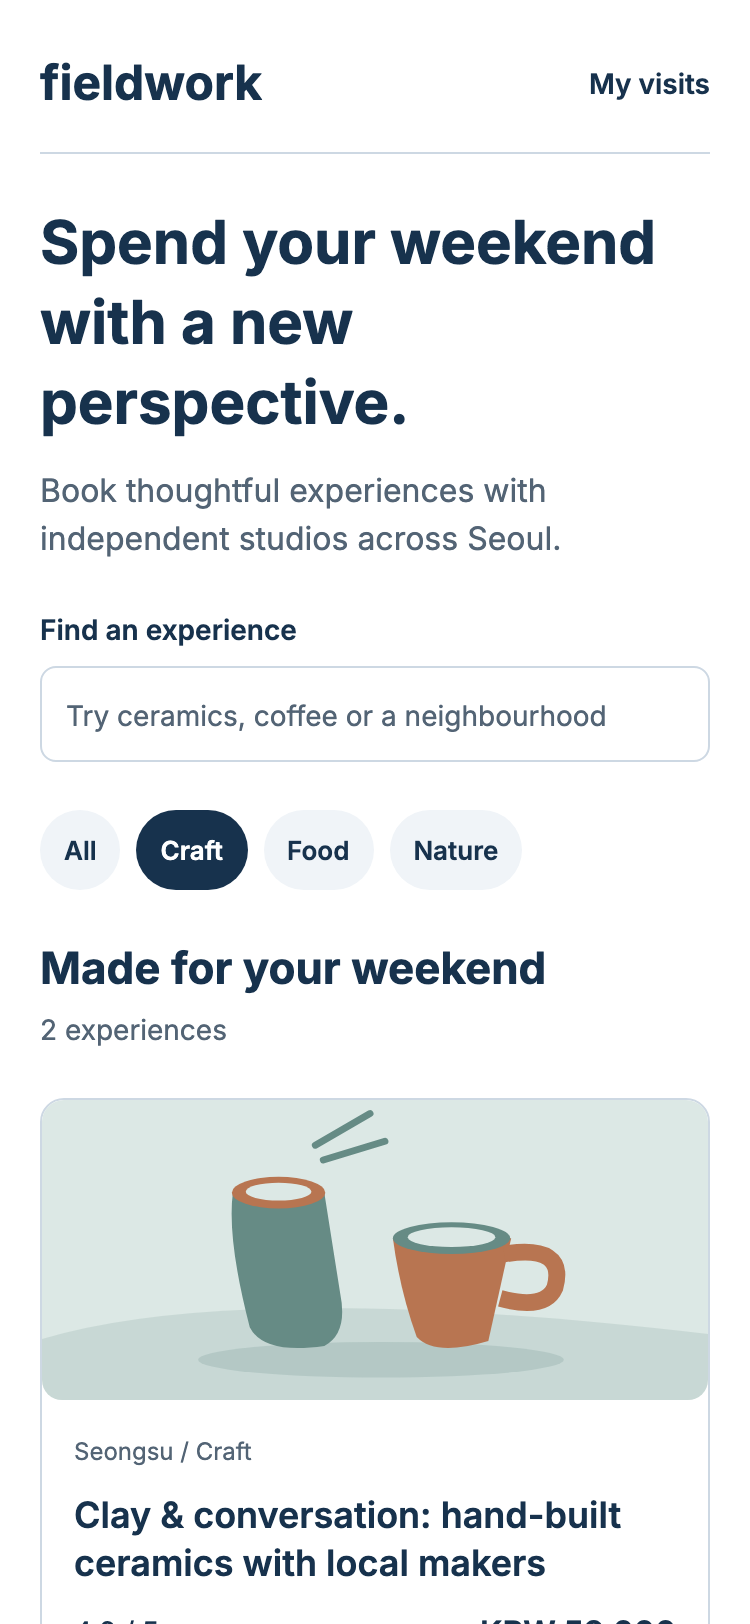 fieldwork
My visits
Spend your weekend
with a new
perspective.
Book thoughtful experiences with
independent studios across Seoul.
Find an experience
Try ceramics, coffee or a neighbourhood
All
Craft
Food
Nature
Made for your weekend
2 experiences
Seongsu / Craft
Clay & conversation: hand-built
ceramics with local makers